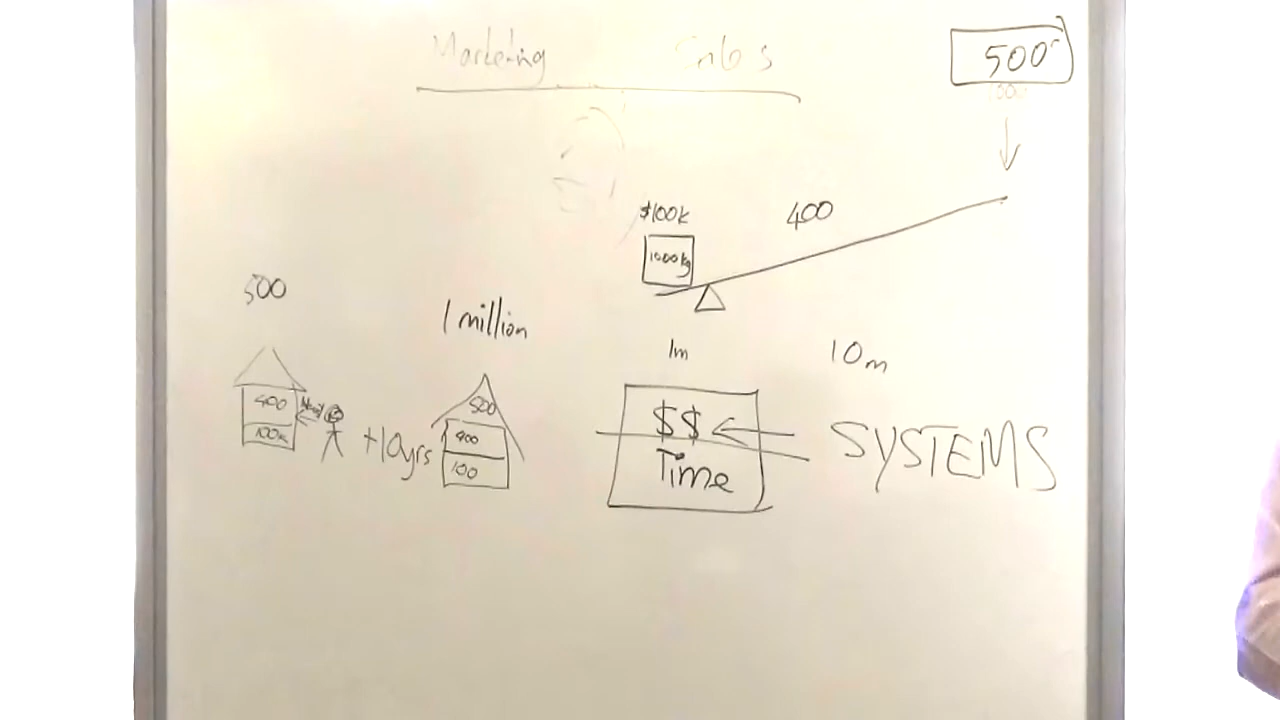 Marketing Sales
500
$100k
400
1000kg
500
1 million
1m
10m
400
100k
+10yrs
500
400
100
$$
Time
SYSTEMS